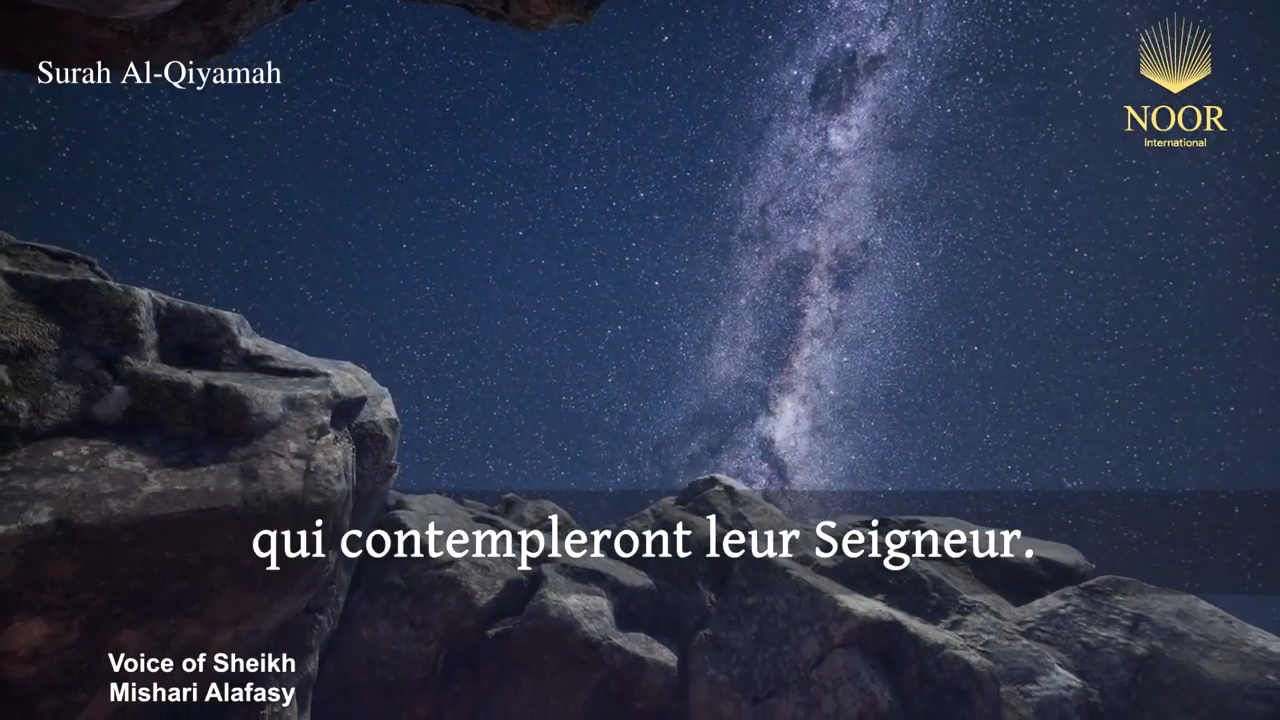 Surah Al-Qiyamah
NOOR
International
qui contempleront leur Seigneur.
Voice of Sheikh
Mishari Alafasy